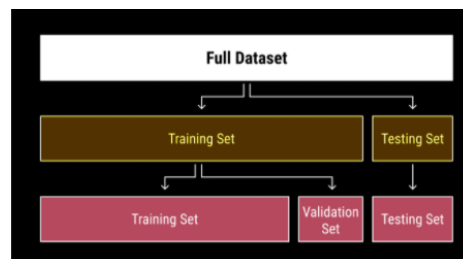 Full Dataset
Training Set
Testing Set
Training Set
Validation
Set
Testing Set